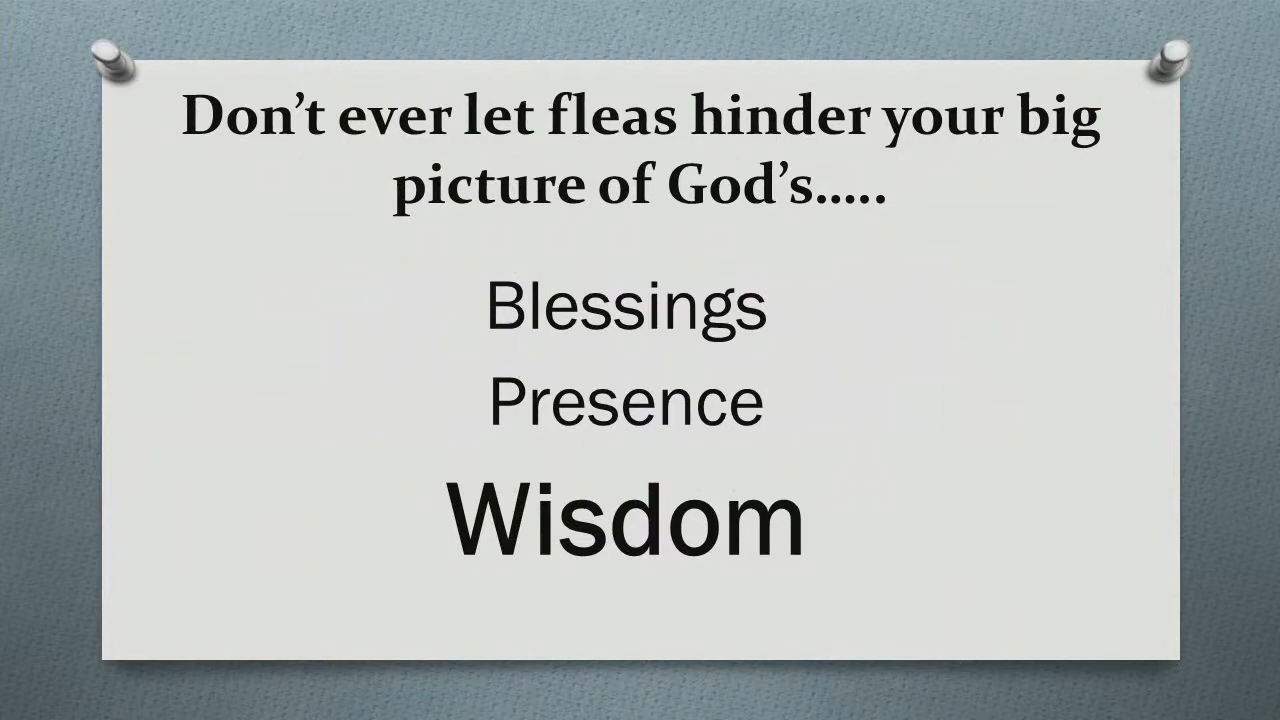 Don’t ever let fleas hinder your big
picture of God’s.....
Blessings
Presence
Wisdom